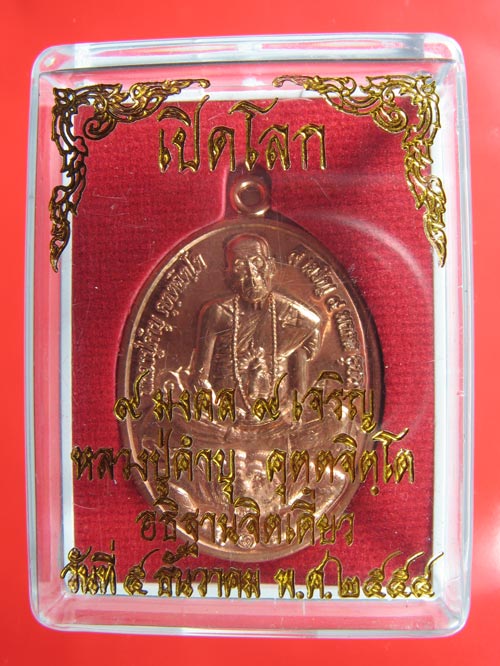 เปิดโลก
๙ มงคล ๙ เจริญ
หลวงปู่คำบุ คุตตจิตฺโต
อธิฐานจิตเดี่ยว
วันที่ ๕ ธันวาคม พ.ศ.๒๕๕๔